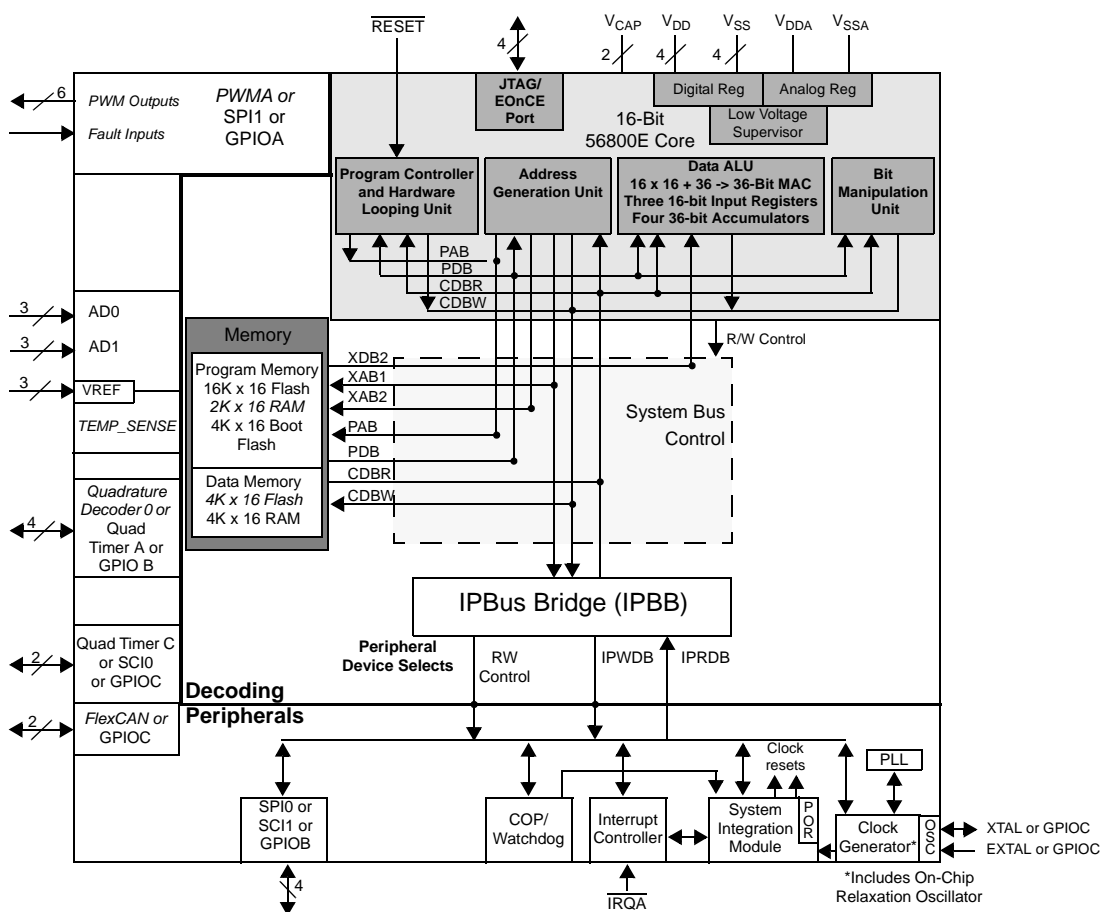 RESET
4
V_CAP
2
V_DD
4
V_SS
4
V_DDA
V_SSA
6
PWM Outputs
Fault Inputs
PWMA or
SPI1 or
GPIOA
JTAG/
EOnCE
Port
Digital Reg
Analog Reg
Low Voltage
Supervisor
16-Bit
56800E Core
Program Controller
and Hardware
Looping Unit
Address
Generation Unit
Data ALU
16 x 16 + 36 -> 36-Bit MAC
Three 16-bit Input Registers
Four 36-bit Accumulators
Bit
Manipulation
Unit
PAB
PDB
CDBR
CDBW
3
AD0
3
AD1
3
VREF
TEMP_SENSE
Memory
Program Memory
16K x 16 Flash
2K x 16 RAM
4K x 16 Boot
Flash
Data Memory
4K x 16 Flash
4K x 16 RAM
XDB2
XAB1
XAB2
PAB
PDB
CDBR
CDBW
R/W Control
System Bus
Control
4
Quadrature
Decoder 0 or
Quad
Timer A or
GPIO B
IPBus Bridge (IPBB)
2
Quad Timer C
or SCI0
or GPIOC
Peripheral
Device Selects
RW
Control
IPWDB
IPRDB
Decoding
Peripherals
2
FlexCAN or
GPIOC
Clock
resets
PLL
SPI0 or
SCI1 or
GPIOB
4
COP/
Watchdog
Interrupt
Controller
IRQA
System
Integration
Module
POR
Clock
Generator*
OSC
XTAL or GPIOC
EXTAL or GPIOC
*Includes On-Chip
Relaxation Oscillator